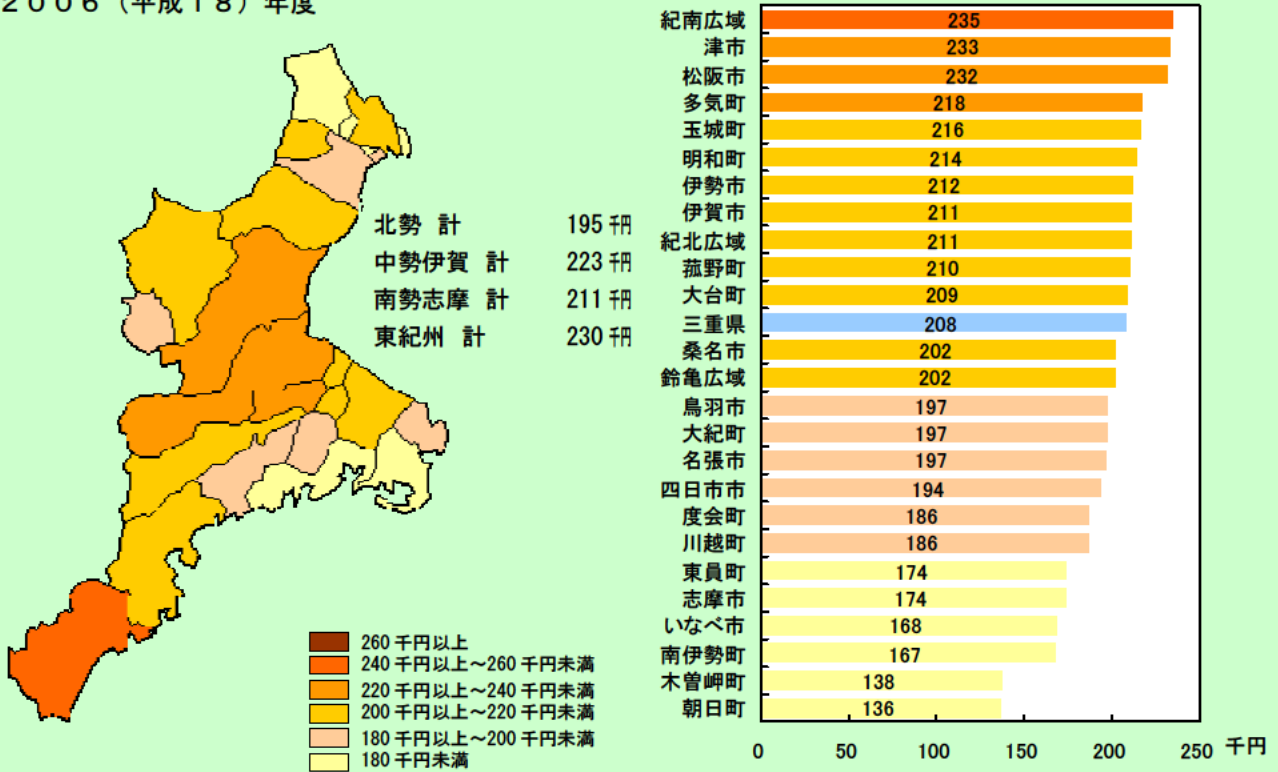 ２００６（平成１８）年度
北勢 計 195 千円
中勢伊賀 計 223 千円
南勢志摩 計 211 千円
東紀州 計 230 千円
260 千円以上
240 千円以上～260 千円未満
220 千円以上～240 千円未満
200 千円以上～220 千円未満
180 千円以上～200 千円未満
180 千円未満
紀南広域 235
津市 233
松阪市 232
多気町 218
玉城町 216
明和町 214
伊勢市 212
伊賀市 211
紀北広域 211
菰野町 210
大台町 209
三重県 208
桑名市 202
鈴亀広域 202
鳥羽市 197
大紀町 197
名張市 197
四日市市 194
度会町 186
川越町 186
東員町 174
志摩市 174
いなべ市 168
南伊勢町 167
木曽岬町 138
朝日町 136
0 50 100 150 200 250 千円